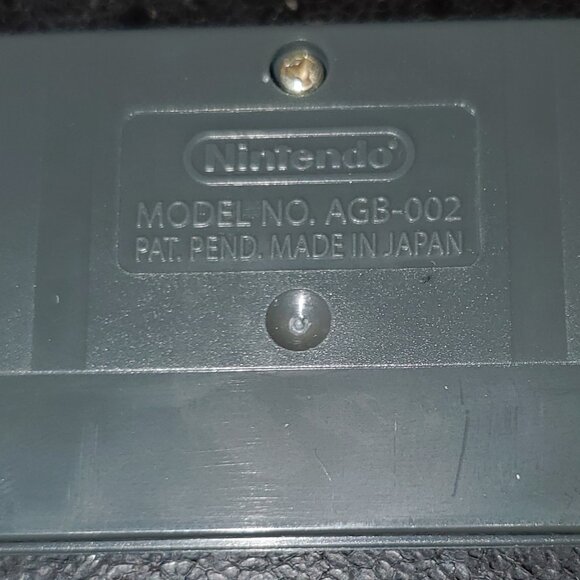 Nintendo®
MODEL NO. AGB-002
PAT. PEND. MADE IN JAPAN